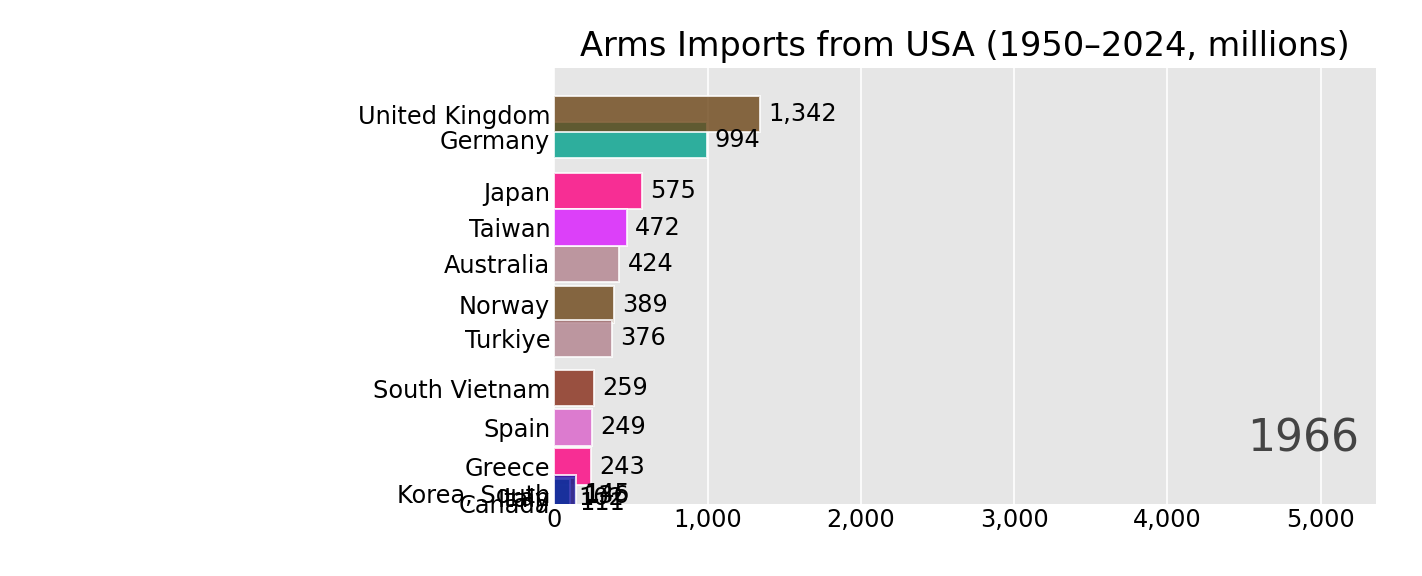 Arms Imports from USA (1950–2024, millions)
United Kingdom 1,342
Germany 994
Japan 575
Taiwan 472
Australia 424
Norway 389
Turkiye 376
South Vietnam 259
Spain 249
1966
Greece 243
Korea, South
Italy
Canada
0 1,000 2,000 3,000 4,000 5,000